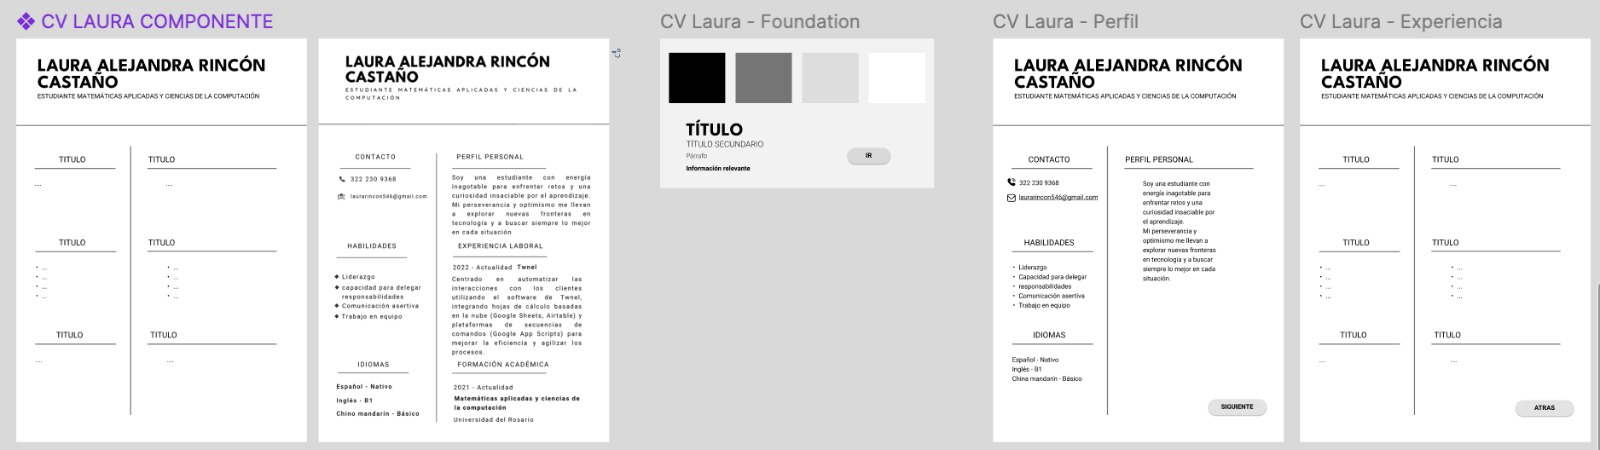 CV LAURA COMPONENTE
LAURA ALEJANDRA RINCÓN
CASTAÑO
ESTUDIANTE MATEMÁTICAS APLICADAS Y CIENCIAS DE LA COMPUTACIÓN
TITULO
...
TITULO
...
TITULO
...
...
...
...
TITULO
...
...
...
...
TITULO
...
TITULO
...
LAURA ALEJANDRA RINCÓN
CASTAÑO
ESTUDIANTE MATEMÁTICAS APLICADAS Y CIENCIAS DE LA
COMPUTACIÓN
CONTACTO
322 230 9368
laurarincon546@gmail.com
HABILIDADES
Liderazgo
capacidad para delegar
responsabilidades
Comunicación asertiva
Trabajo en equipo
IDIOMAS
Español - Nativo
Inglés - B1
Chino mandarín - Básico
PERFIL PERSONAL
Soy una estudiante con energía
inagotable para enfrentar retos y una
curiosidad insaciable por el aprendizaje.
Mi perseverancia y optimismo me llevan
a explorar nuevas fronteras en
tecnología y a buscar siempre lo mejor
en cada situación
EXPERIENCIA LABORAL
2022 - Actualidad Twnel
Centrado en automatizar las
interacciones con los clientes
utilizando el software de Twnel,
integrando hojas de cálculo basadas
en la nube (Google Sheets, Airtable) y
plataformas de secuencias de
comandos (Google App Scripts) para
mejorar la eficiencia y agilizar los
procesos.
FORMACIÓN ACADÉMICA
2021 - Actualidad
Matemáticas aplicadas y ciencias de
la computación
Universidad del Rosario
CV Laura - Foundation
TÍTULO
TÍTULO SECUNDARIO
Párrafo
Información relevante
IR
CV Laura - Perfil
LAURA ALEJANDRA RINCÓN
CASTAÑO
ESTUDIANTE MATEMÁTICAS APLICADAS Y CIENCIAS DE LA COMPUTACIÓN
CONTACTO
322 230 9368
laurarincon546@gmail.com
HABILIDADES
Liderazgo
Capacidad para delegar
responsabilidades
Comunicación asertiva
Trabajo en equipo
IDIOMAS
Español - Nativo
Inglés - B1
Chino mandarín - Básico
PERFIL PERSONAL
Soy una estudiante con
energía inagotable para
enfrentar retos y una
curiosidad insaciable por
el aprendizaje.
Mi perseverancia y
optimismo me llevan a
explorar nuevas fronteras
en tecnología y a buscar
siempre lo mejor en cada
situación.
SIGUIENTE
CV Laura - Experiencia
LAURA ALEJANDRA RINCÓN
CASTAÑO
ESTUDIANTE MATEMÁTICAS APLICADAS Y CIENCIAS DE LA COMPUTACIÓN
TITULO
...
TITULO
...
TITULO
...
...
...
...
TITULO
...
...
...
...
TITULO
...
TITULO
...
ATRAS